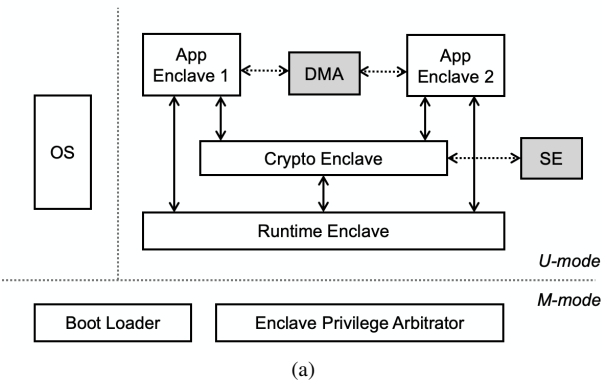 App
Enclave 1
DMA
App
Enclave 2
OS
Crypto Enclave
SE
Runtime Enclave
U-mode
M-mode
Boot Loader
Enclave Privilege Arbitrator
(a)